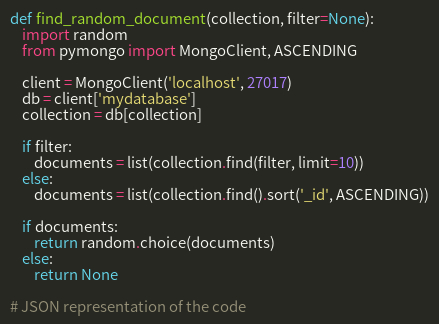 def find_random_document(collection, filter=None):
    import random
    from pymongo import MongoClient, ASCENDING

    client = MongoClient('localhost', 27017)
    db = client['mydatabase']
    collection = db[collection]

    if filter:
        documents = list(collection.find(filter, limit=10))
    else:
        documents = list(collection.find().sort('_id', ASCENDING))

    if documents:
        return random.choice(documents)
    else:
        return None

# JSON representation of the code